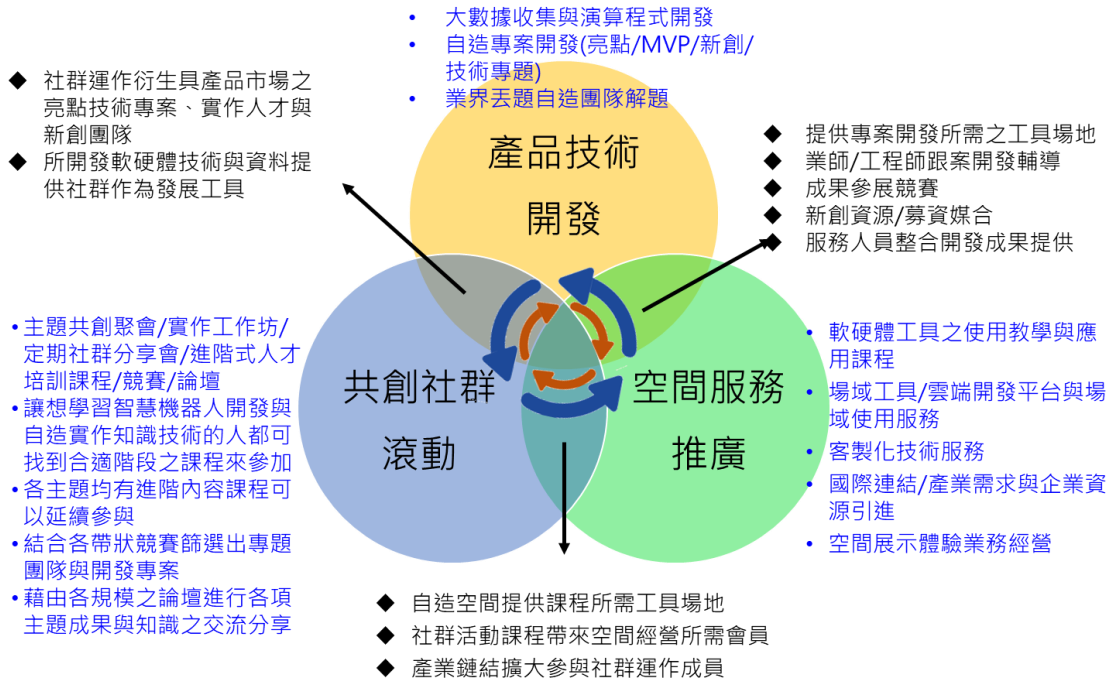 • 大數據收集與演算程式開發
• 自造專案開發(亮點/MVP/新創/
技術專題)
• 業界丟題自造團隊解題
◆ 社群運作衍生具產品市場之
亮點技術專案、實作人才與
新創團隊
◆ 所開發軟硬體技術與資料提
供社群作為發展工具
產品技術
開發
◆ 提供專案開發所需之工具場地
◆ 業師/工程師跟案開發輔導
◆ 成果參展競賽
◆ 新創資源/募資媒合
◆ 服務人員整合開發成果提供
• 主題共創聚會/實作工作坊/
定期社群分享會/進階式人才
培訓課程/競賽/論壇
• 讓想學習智慧機器人開發與
自造實作知識技術的人都可
找到合適階段之課程來參加
• 各主題均有進階內容課程可
以延續參與
• 結合各帶狀競賽篩選出專題
團隊與開發專案
• 藉由各規模之論壇進行各項
主題成果與知識之交流分享
共創社群
滾動
空間服務
推廣
• 軟硬體工具之使用教學與應
用課程
• 場域工具/雲端開發平台與場
域使用服務
• 客製化技術服務
• 國際連結/產業需求與企業資
源引進
• 空間展示體驗業務經營
◆ 自造空間提供課程所需工具場地
◆ 社群活動課程帶來空間經營所需會員
◆ 產業鏈結擴大參與社群運作成員